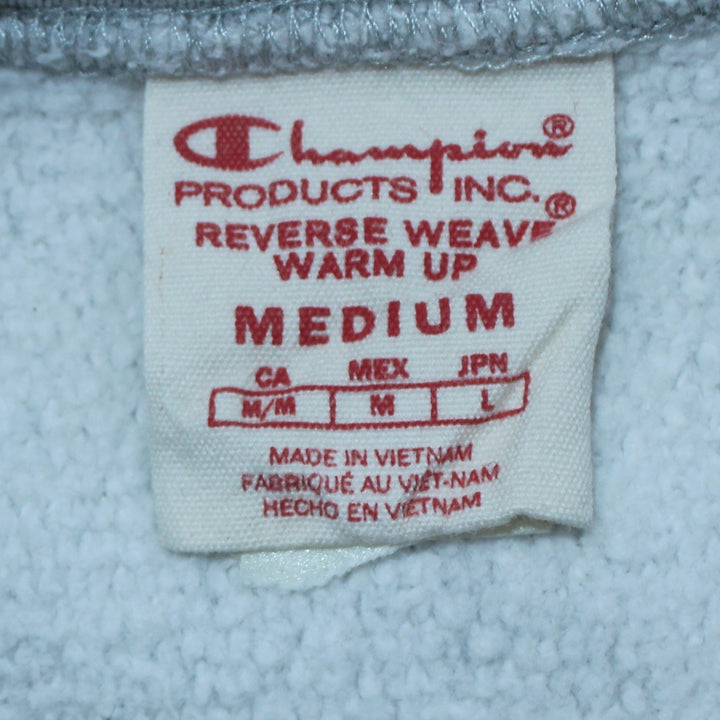 Champion®
PRODUCTS INC.
REVERSE WEAVE®
WARM UP
MEDIUM
CA MEX JPN
M/M M L
MADE IN VIETNAM
FABRIQUÉ AU VIÊT-NAM
HECHO EN VIETNAM